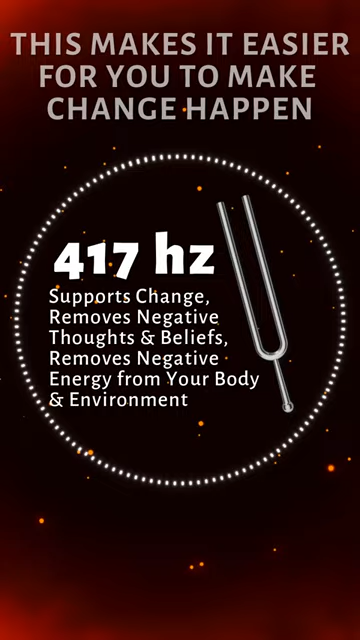 THIS MAKES IT EASIER
FOR YOU TO MAKE
CHANGE HAPPEN
417 hz
Supports Change,
Removes Negative
Thoughts & Beliefs,
Removes Negative
Energy from Your Body
& Environment